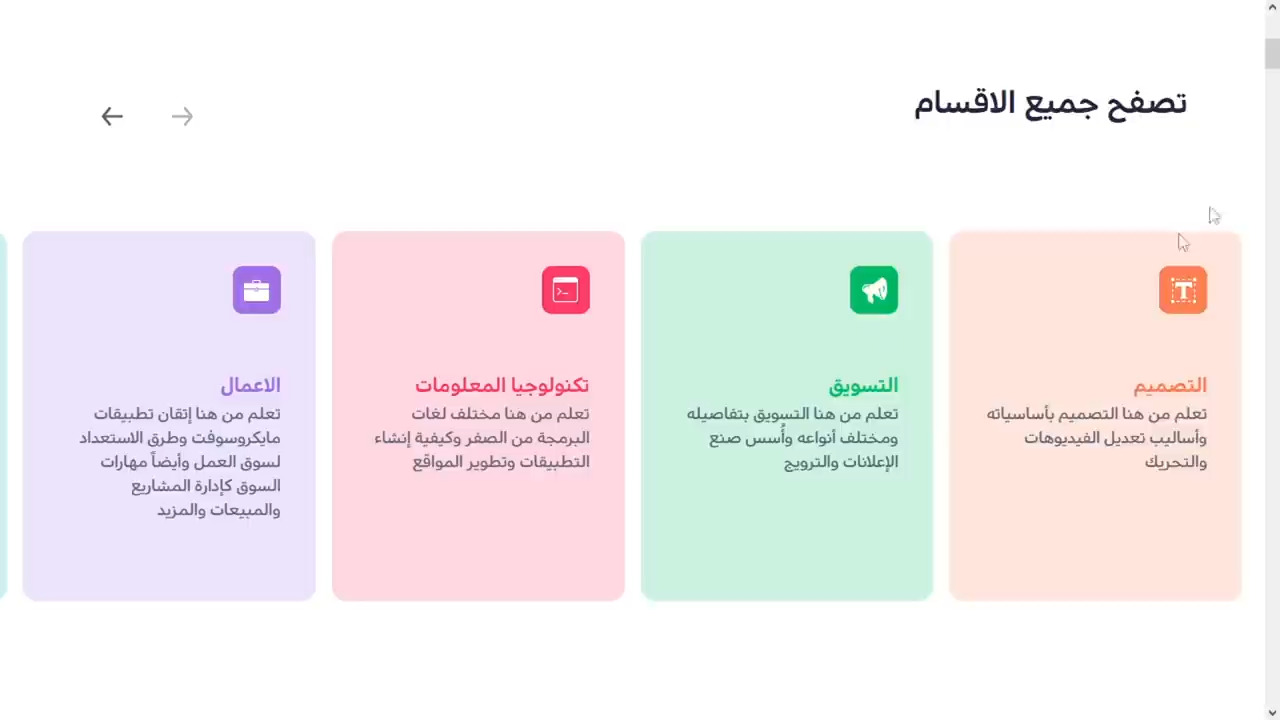 تصفح جميع الاقسام
T
التصميم
تعلم من هنا التصميم بأساسياته
وأساليب تعديل الفيديوهات
والتحريك
التسويق
تعلم من هنا التسويق بتفاصيله
ومختلف أنواعه وأُسس صنع
الإعلانات والترويج
تكنولوجيا المعلومات
تعلم من هنا مختلف لغات
البرمجة من الصفر وكيفية إنشاء
التطبيقات وتطوير المواقع
الاعمال
تعلم من هنا إتقان تطبيقات
مايكروسوفت وطرق الاستعداد
لسوق العمل وأيضاً مهارات
السوق كإدارة المشاريع
والمبيعات والمزيد